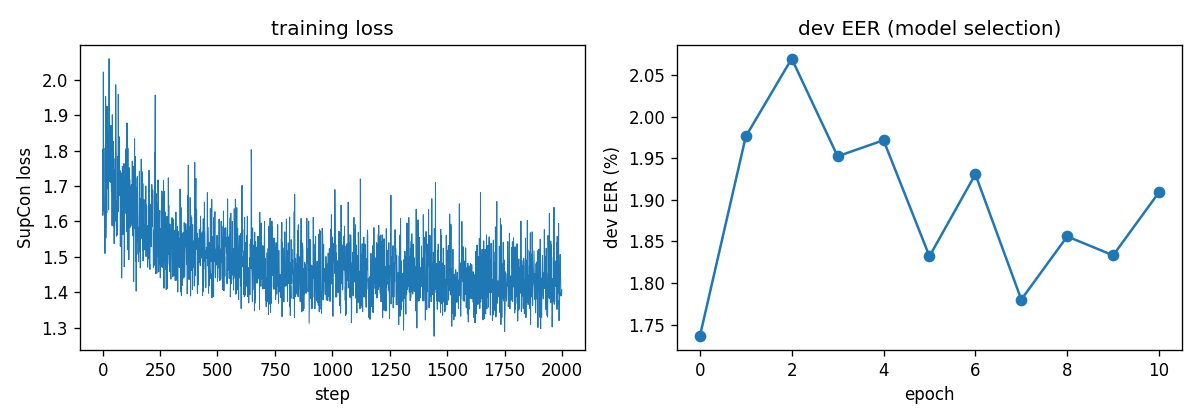 training loss
SupCon loss
2.0
1.9
1.8
1.7
1.6
1.5
1.4
1.3
0 250 500 750 1000 1250 1500 1750 2000
step
dev EER (model selection)
dev EER (%)
2.05
2.00
1.95
1.90
1.85
1.80
1.75
0 2 4 6 8 10
epoch